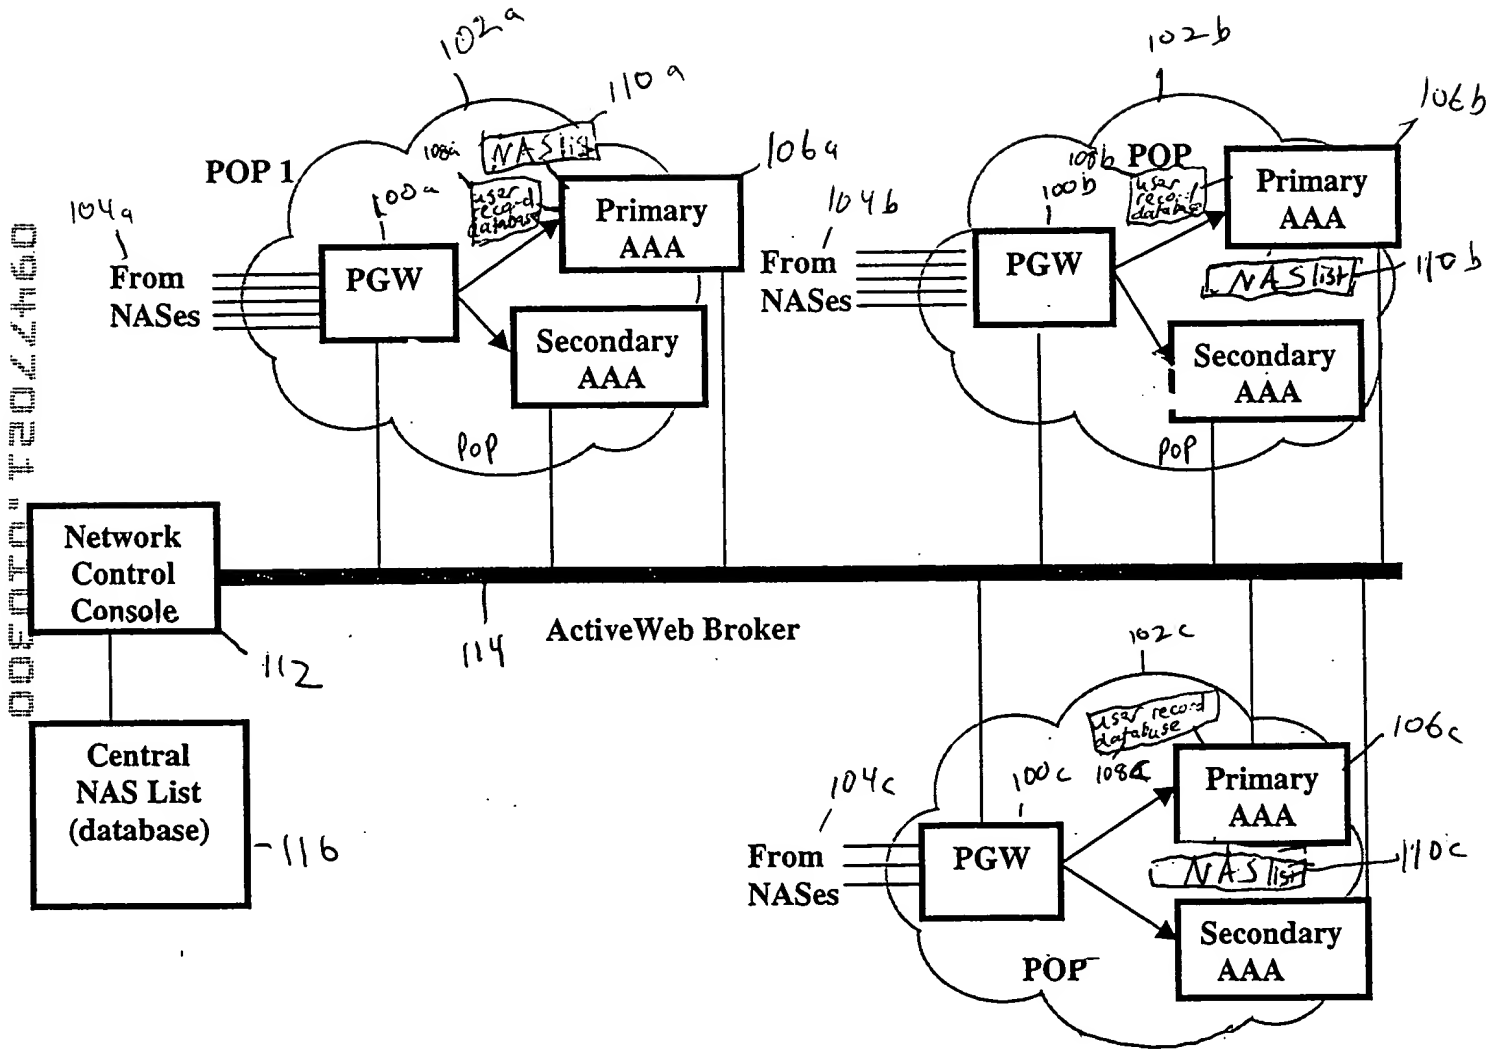 102a
110a
108a
NAS list
106a
POP 1
100a
user
record
database
Primary
AAA
104a
From
NASes
PGW
Secondary
AAA
POP
102b
106b
108b
POP
100b
user
record
database
Primary
AAA
104b
From
NASes
PGW
NAS list
110b
Secondary
AAA
POP
Network
Control
Console
112
114
ActiveWeb Broker
Central
NAS List
(database)
116
102c
user record
database
108c
106c
100c
Primary
AAA
104c
From
NASes
PGW
NAS list
110c
Secondary
AAA
POP